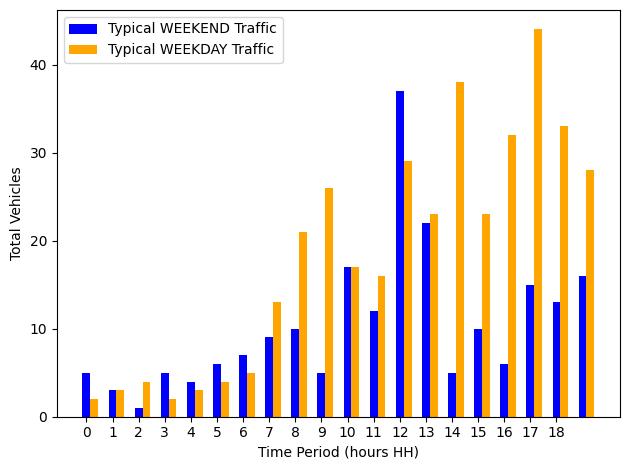 Typical WEEKEND Traffic
Typical WEEKDAY Traffic
Total Vehicles
40
30
20
10
0
0 1 2 3 4 5 6 7 8 9 10 11 12 13 14 15 16 17 18
Time Period (hours HH)